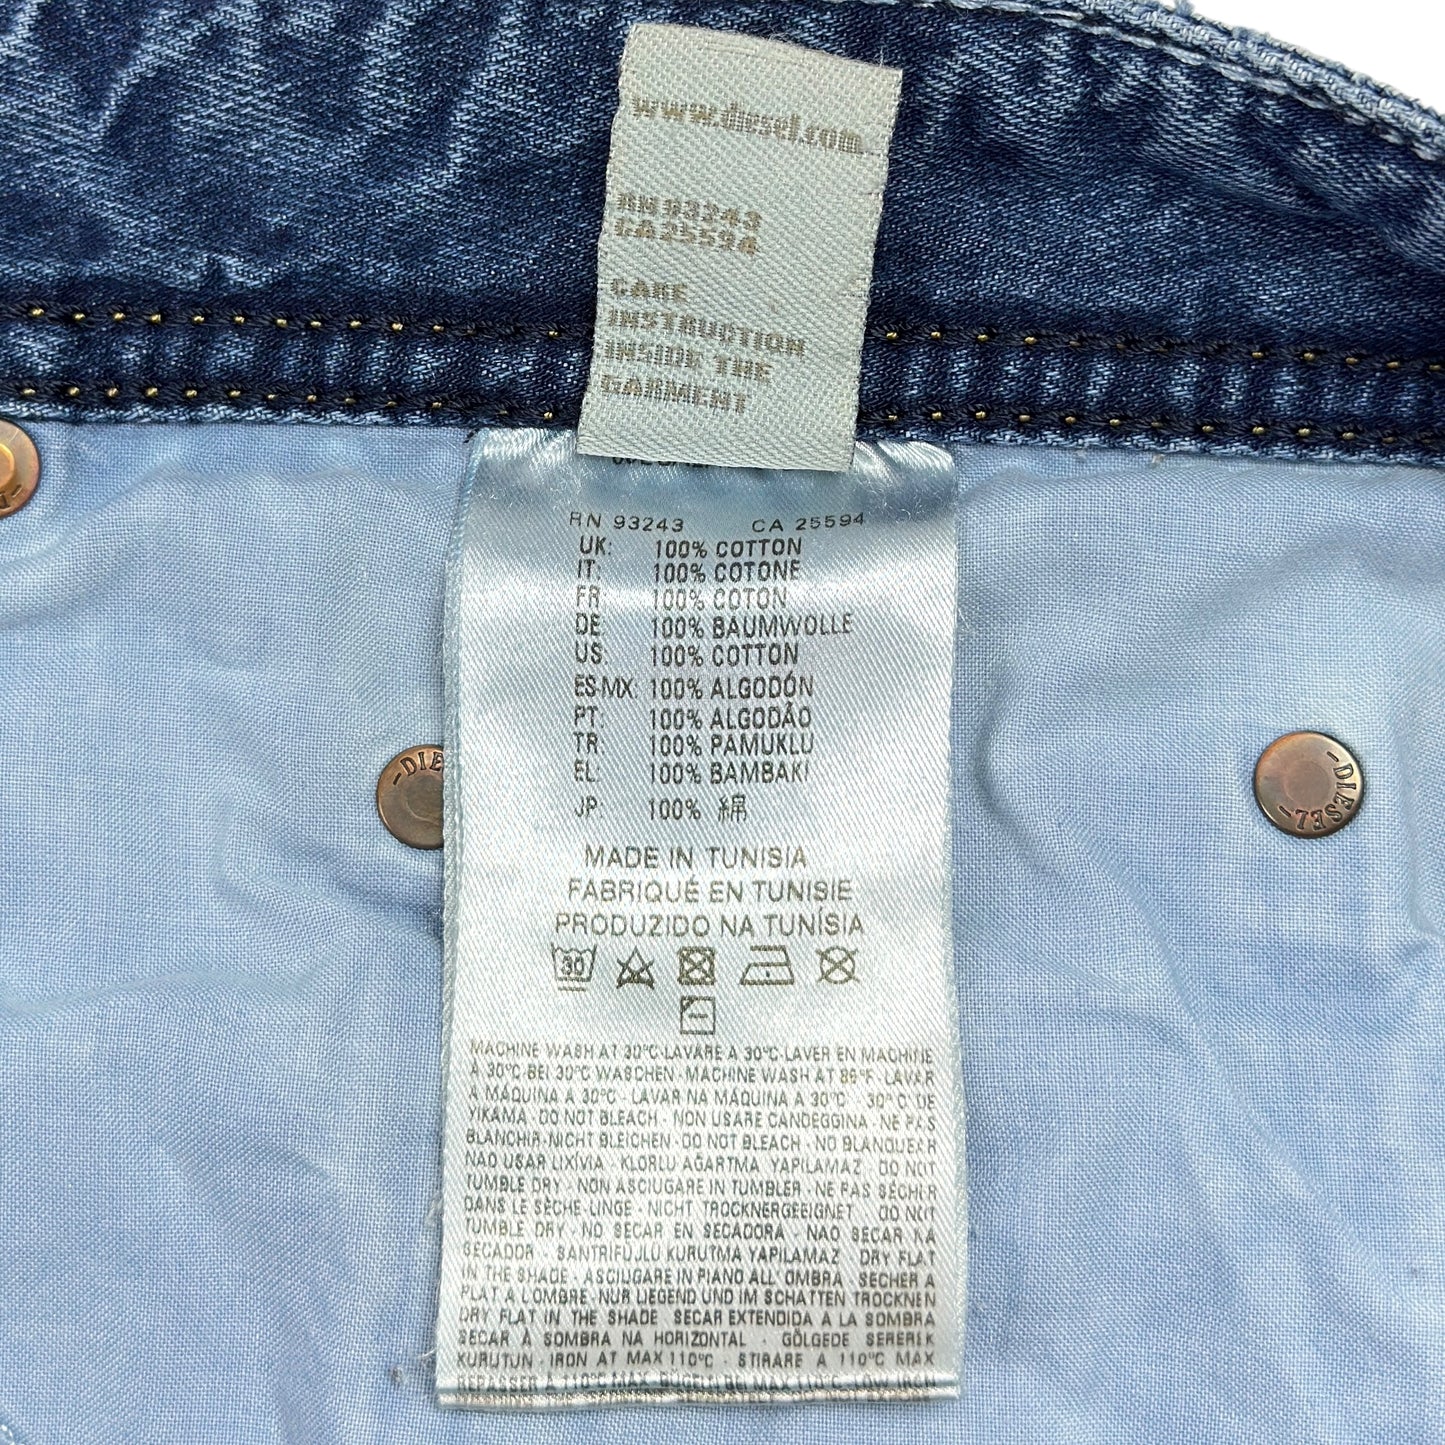 www.diesel.com
RN 93243
CA25594
CARE
INSTRUCTION
INSIDE THE
GARMENT
RN 93243 CA 25594
UK: 100% COTTON
IT: 100% COTONE
FR: 100% COTON
DE: 100% BAUMWOLLE
US: 100% COTTON
ES-MX: 100% ALGODÓN
PT: 100% ALGODÃO
TR: 100% PAMUKLU
EL: 100% BAMBAKI
JP: 100% 綿
MADE IN TUNISIA
FABRIQUÉ EN TUNISIE
PRODUZIDO NA TUNÍSIA
30
MACHINE WASH AT 30°C - LAVARE A 30°C - LAVER EN MACHINE
A 30°C - BEI 30°C WASCHEN - MACHINE WASH AT 86°F - LAVAR
A MÁQUINA A 30°C - LAVAR NA MÁQUINA A 30°C - 30°C DE
YIKAMA - DO NOT BLEACH - NON USARE CANDEGGINA - NE PAS
BLANCHIR - NICHT BLEICHEN - DO NOT BLEACH - NO BLANQUEAR
NAO USAR LIXÍVIA - KLORLU AĞARTMA YAPILAMAZ - DO NOT
TUMBLE DRY - NON ASCIUGARE IN TUMBLER - NE PAS SÉCHER
DANS LE SÈCHE-LINGE - NICHT TROCKNERGEEIGNET - DO NOT
TUMBLE DRY - NO SECAR EN SECADORA - NAO SECAR NA
SECADOR - SANTRIFÜJLU KURUTMA YAPILAMAZ - DRY FLAT
IN THE SHADE - ASCIUGARE IN PIANO ALL'OMBRA - SECHER A
PLAT A L'OMBRE - NUR LIEGEND UND IM SCHATTEN TROCKNEN
DRY FLAT IN THE SHADE SECAR EXTENDIDA A LA SOMBRA
SECAR À SOMBRA NA HORIZONTAL - GÖLGEDE SEREREK
KURUTUN - IRON AT MAX 110°C - STIRARE A 110°C MAX
REPASSER A 110°C MAX
DIE
-DIESEL-